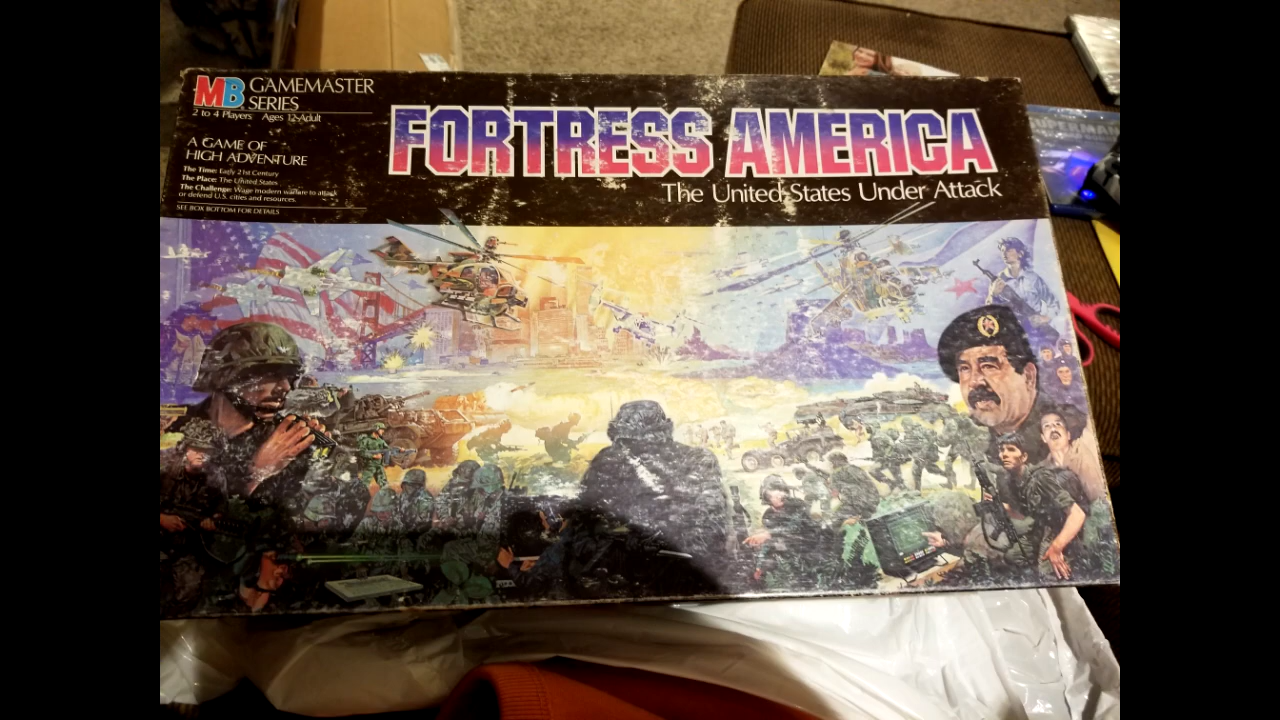 MB GAMEMASTER
SERIES
2 to 4 Players Ages 12-Adult
A GAME OF
HIGH ADVENTURE
The Time: Early 21st Century
The Place: The United States
The Challenge: Wage modern warfare to attack
or defend U.S. cities and resources.
SEE BOX BOTTOM FOR DETAILS
FORTRESS AMERICA
The United States Under Attack